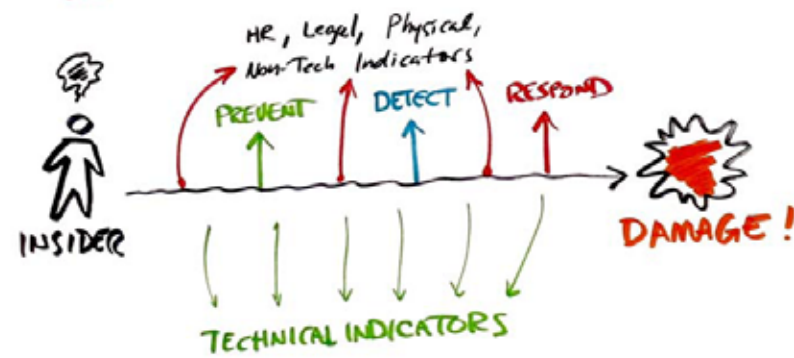 HR, Legal, Physical,
Non-Tech Indicators
PREVENT
DETECT
RESPOND
INSIDER
DAMAGE!
TECHNICAL INDICATORS